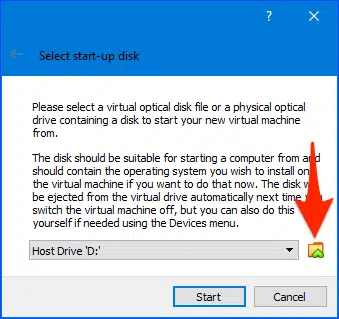 ?
Select start-up disk
Please select a virtual optical disk file or a physical optical
drive containing a disk to start your new virtual machine
from.
The disk should be suitable for starting a computer from and
should contain the operating system you wish to install on
the virtual machine if you want to do that now. The disk
be ejected from the virtual drive automatically next time
switch the virtual machine off, but you can also do this
yourself if needed using the Devices menu.
Host Drive 'D:'
Start
Cancel